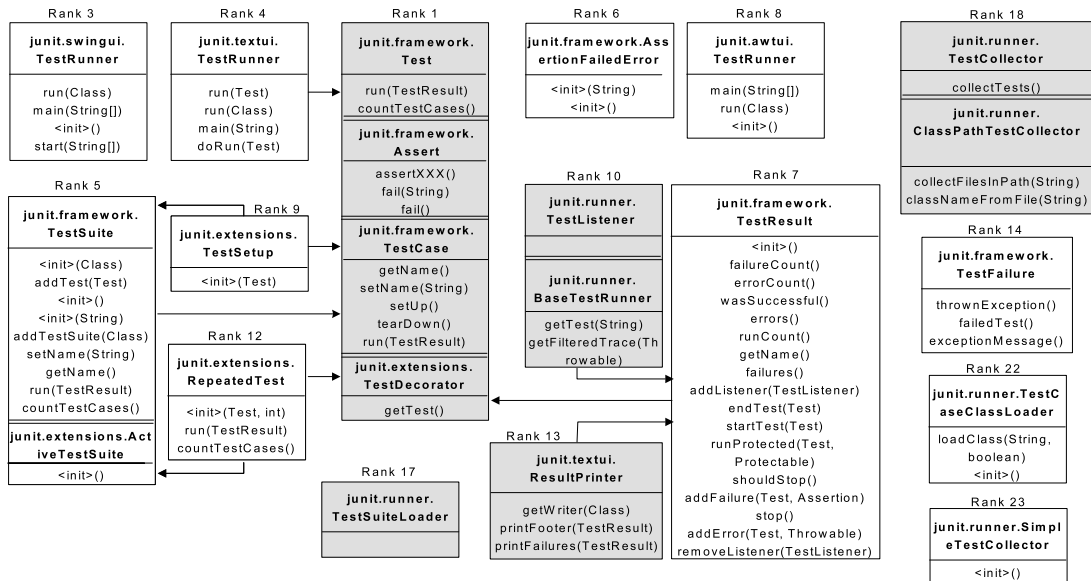 Rank 3
junit.swingui.
TestRunner
run(Class)
main(String[])
<init>()
start(String[])
Rank 4
junit.textui.
TestRunner
run(Test)
run(Class)
main(String)
doRun(Test)
Rank 1
junit.framework.
Test
run(TestResult)
countTestCases()
junit.framework.
Assert
assertXXX()
fail(String)
fail()
junit.framework.
TestCase
getName()
setName(String)
setUp()
tearDown()
run(TestResult)
junit.extensions.
TestDecorator
getTest()
Rank 6
junit.framework.Ass
ertionFailedError
<init>(String)
<init>()
Rank 8
junit.awtui.
TestRunner
main(String[])
run(Class)
<init>()
Rank 18
junit.runner.
TestCollector
collectTests()
junit.runner.
ClassPathTestCollector
collectFilesInPath(String)
classNameFromFile(String)
Rank 5
junit.framework.
TestSuite
<init>(Class)
addTest(Test)
<init>()
<init>(String)
addTestSuite(Class)
setName(String)
getName()
run(TestResult)
countTestCases()
junit.extensions.Act
iveTestSuite
<init>()
Rank 9
junit.extensions.
TestSetup
<init>(Test)
Rank 12
junit.extensions.
RepeatedTest
<init>(Test, int)
run(TestResult)
countTestCases()
Rank 10
junit.runner.
TestListener
junit.runner.
BaseTestRunner
getTest(String)
getFilteredTrace(Th
rowable)
Rank 7
junit.framework.
TestResult
<init>()
failureCount()
errorCount()
wasSuccessful()
errors()
runCount()
getName()
failures()
addListener(TestListener)
endTest(Test)
startTest(Test)
runProtected(Test,
Protectable)
shouldStop()
addFailure(Test, Assertion)
stop()
addError(Test, Throwable)
removeListener(TestListener)
Rank 14
junit.framework.
TestFailure
thrownException()
failedTest()
exceptionMessage()
Rank 22
junit.runner.TestC
aseClassLoader
loadClass(String,
boolean)
<init>()
Rank 13
junit.textui.
ResultPrinter
getWriter(Class)
printFooter(TestResult)
printFailures(TestResult)
Rank 17
junit.runner.
TestSuiteLoader
Rank 23
junit.runner.Simpl
eTestCollector
<init>()